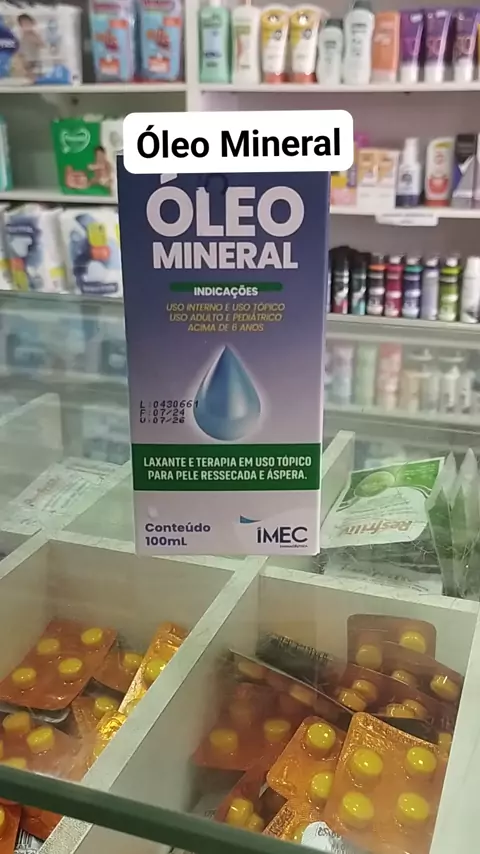 Óleo Mineral
ÓLEO
MINERAL
INDICAÇÕES
USO INTERNO E USO TÓPICO
USO ADULTO E PEDIÁTRICO
ACIMA DE 6 ANOS
L:0430661
F:07/24
V:07/26
LAXANTE E TERAPIA EM USO TÓPICO
PARA PELE RESSECADA E ÁSPERA.
Conteúdo
100mL
IMEC
Resfriliv